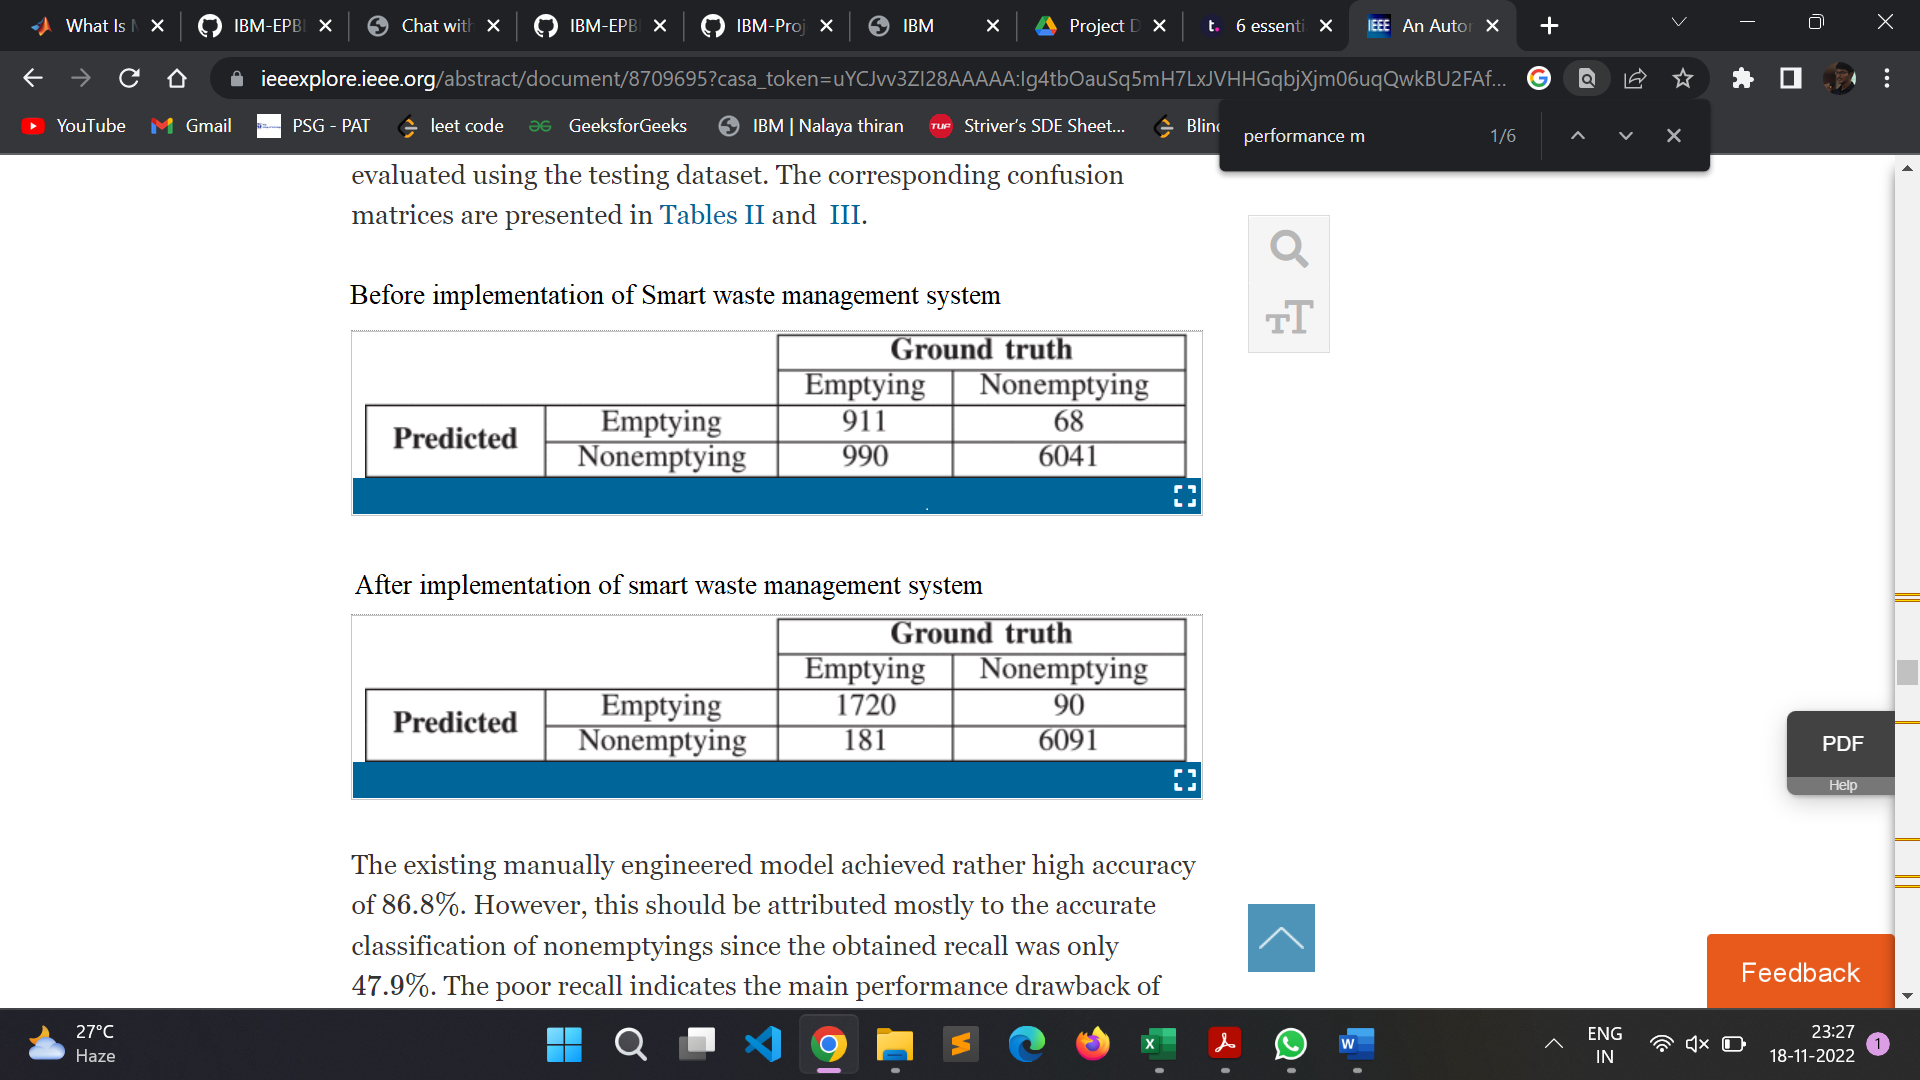 What Is
IBM-EPB
Chat with
IBM-EPB
IBM-Proj
IBM
Project D
t. 6 essenti
IEEE An Autor
ieeexplore.ieee.org/abstract/document/8709695?casa_token=uYCJvv3ZI28AAAAA:Ig4tbOauSq5mH7LxJVHHGqbjXjm06uqQwkBU2FAf...
YouTube
Gmail
PSG - PAT
leet code
GeeksforGeeks
IBM | Nalaya thiran
TUF Striver's SDE Sheet...
Blin
performance m 1/6
evaluated using the testing dataset. The corresponding confusion
matrices are presented in Tables II and III.
Before implementation of Smart waste management system
Ground truth
Emptying Nonemptying
Predicted
Emptying 911 68
Nonemptying 990 6041
After implementation of smart waste management system
Ground truth
Emptying Nonemptying
Predicted
Emptying 1720 90
Nonemptying 181 6091
The existing manually engineered model achieved rather high accuracy
of 86.8%. However, this should be attributed mostly to the accurate
classification of nonemptyings since the obtained recall was only
47.9%. The poor recall indicates the main performance drawback of
TT
PDF
Help
Feedback
27°C
Haze
ENG
IN
23:27
18-11-2022
1